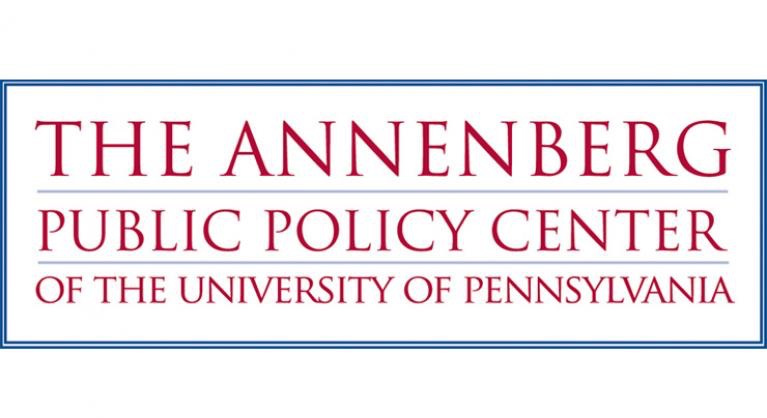 THE ANNENBERG
PUBLIC POLICY CENTER
OF THE UNIVERSITY OF PENNSYLVANIA